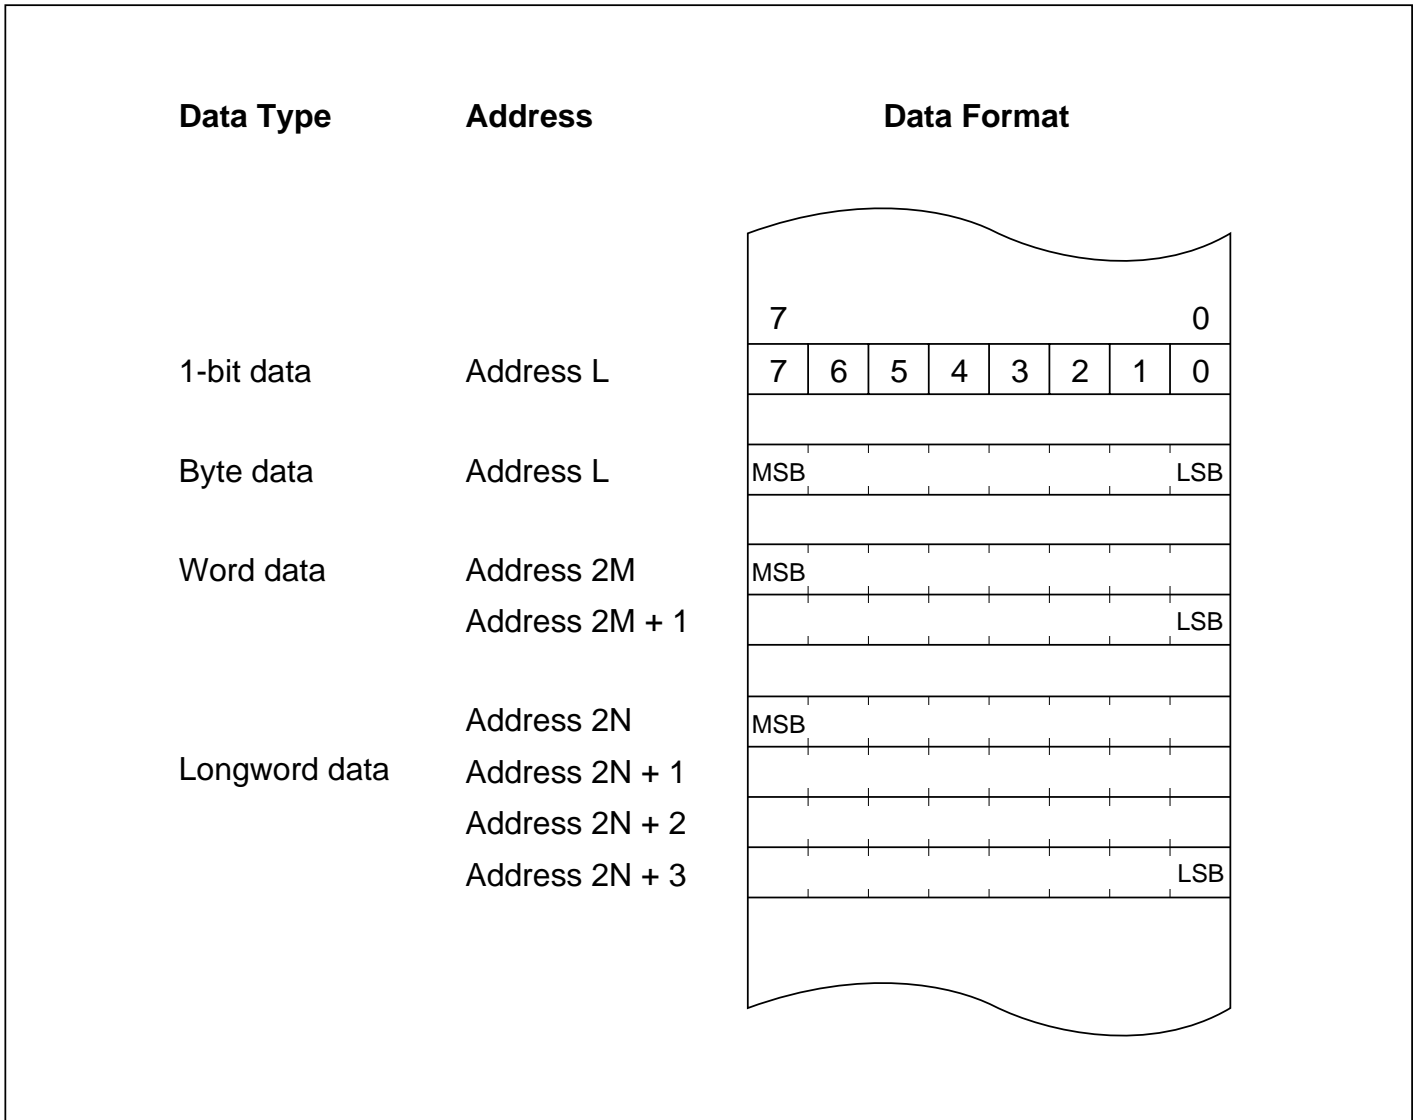 Data Type Address Data Format
7 0
1-bit data Address L 7 6 5 4 3 2 1 0
Byte data Address L MSB LSB
Word data Address 2M MSB
Address 2M + 1 LSB
Address 2N MSB
Longword data Address 2N + 1
Address 2N + 2
Address 2N + 3 LSB